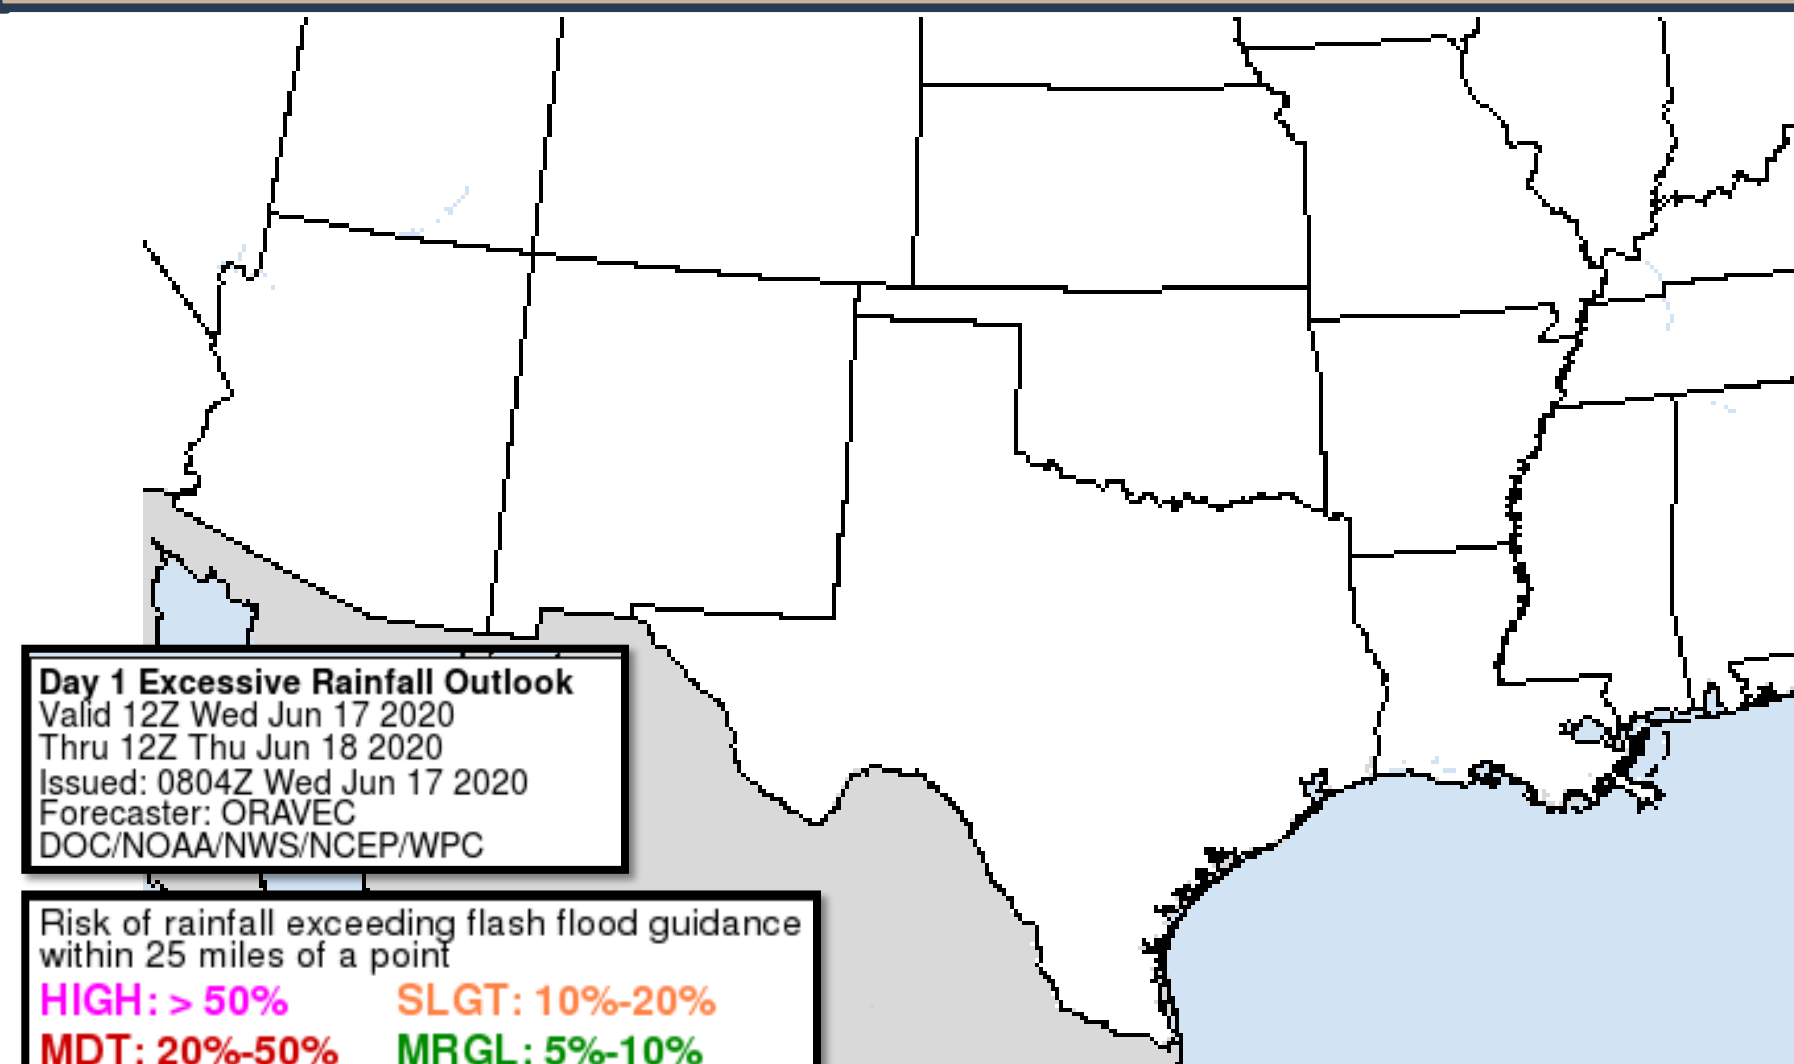 Day 1 Excessive Rainfall Outlook
Valid 12Z Wed Jun 17 2020
Thru 12Z Thu Jun 18 2020
Issued: 0804Z Wed Jun 17 2020
Forecaster: ORAVEC
DOC/NOAA/NWS/NCEP/WPC
Risk of rainfall exceeding flash flood guidance
within 25 miles of a point
HIGH: > 50% SLGT: 10%-20%
MDT: 20%-50% MRGL: 5%-10%